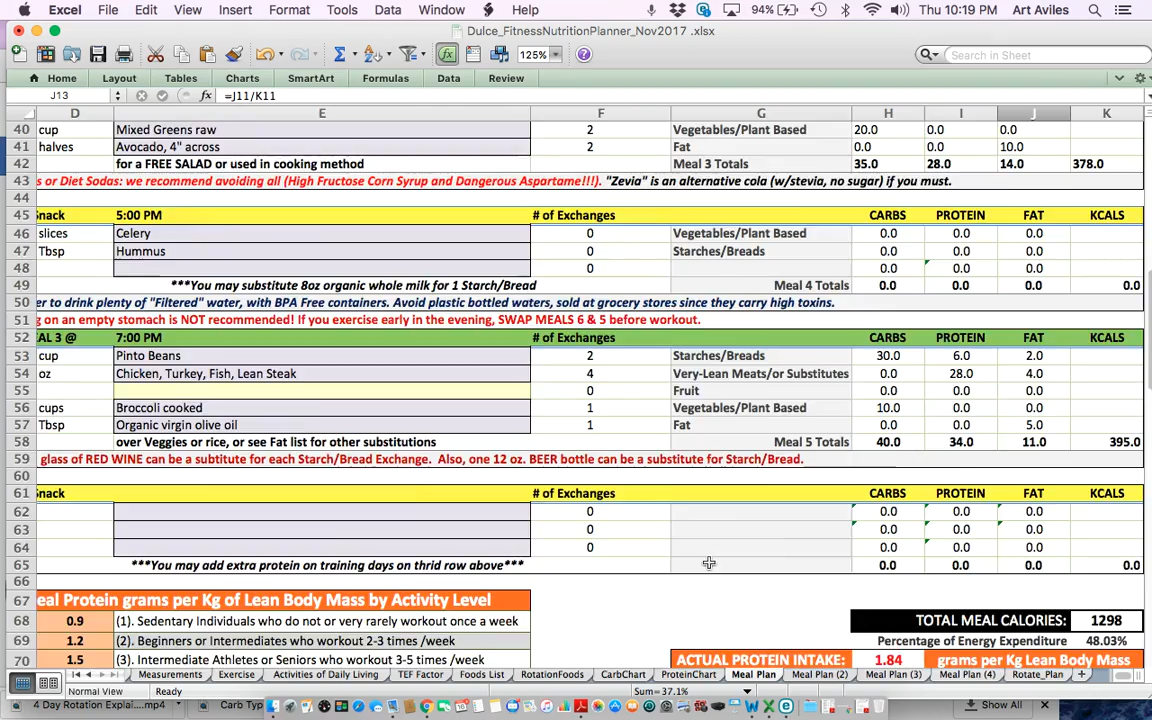 Excel File Edit View Insert Format Tools Data Window Help 94% Thu 10:19 PM Art Aviles
Dulce_FitnessNutritionPlanner_Nov2017 .xlsx
125% Search in Sheet
Home Layout Tables Charts SmartArt Formulas Data Review
J13 fx =J11/K11
D E F G H I J K
40 cup Mixed Greens raw 2 Vegetables/Plant Based 20.0 0.0 0.0
41 halves Avocado, 4" across 2 Fat 0.0 0.0 10.0
42 for a FREE SALAD or used in cooking method Meal 3 Totals 35.0 28.0 14.0 378.0
43 s or Diet Sodas: we recommend avoiding all (High Fructose Corn Syrup and Dangerous Aspartame!!!). "Zevia" is an alternative cola (w/stevia, no sugar) if you must.
44
45 Snack 5:00 PM # of Exchanges CARBS PROTEIN FAT KCALS
46 slices Celery 0 Vegetables/Plant Based 0.0 0.0 0.0
47 Tbsp Hummus 0 Starches/Breads 0.0 0.0 0.0
48 0 0.0 0.0 0.0
49 ***You may substitute 8oz organic whole milk for 1 Starch/Bread Meal 4 Totals 0.0 0.0 0.0 0.0
50 er to drink plenty of "Filtered" water, with BPA Free containers. Avoid plastic bottled waters, sold at grocery stores since they carry high toxins.
51 g on an empty stomach is NOT recommended! If you exercise early in the evening, SWAP MEALS 6 & 5 before workout.
52 EAL 3 @ 7:00 PM # of Exchanges CARBS PROTEIN FAT KCALS
53 cup Pinto Beans 2 Starches/Breads 30.0 6.0 2.0
54 oz Chicken, Turkey, Fish, Lean Steak 4 Very-Lean Meats/or Substitutes 0.0 28.0 4.0
55 0 Fruit 0.0 0.0 0.0
56 cups Broccoli cooked 1 Vegetables/Plant Based 10.0 0.0 0.0
57 Tbsp Organic virgin olive oil 1 Fat 0.0 0.0 5.0
58 over Veggies or rice, or see Fat list for other substitutions Meal 5 Totals 40.0 34.0 11.0 395.0
59 glass of RED WINE can be a subtitute for each Starch/Bread Exchange. Also, one 12 oz. BEER bottle can be a substitute for Starch/Bread.
60
61 Snack # of Exchanges CARBS PROTEIN FAT KCALS
62 0 0.0 0.0 0.0
63 0 0.0 0.0 0.0
64 0 0.0 0.0 0.0
65 ***You may add extra protein on training days on thrid row above*** 0.0 0.0 0.0 0.0
66
67 eal Protein grams per Kg of Lean Body Mass by Activity Level
68 0.9 (1). Sedentary Individuals who do not or very rarely workout once a week TOTAL MEAL CALORIES: 1298
69 1.2 (2). Beginners or Intermediates who workout 2-3 times /week Percentage of Energy Expenditure 48.03%
70 1.5 (3). Intermediate Athletes or Seniors who workout 3-5 times /week ACTUAL PROTEIN INTAKE: 1.84 grams per Kg Lean Body Mass
Measurements Exercise Activities of Daily Living TEF Factor Foods List RotationFoods CarbChart ProteinChart Meal Plan Meal Plan (2) Meal Plan (3) Meal Plan (4) Rotate_Plan +
Normal View Ready Sum=37.1%
4 Day Rotation Explai....mp4 Carb Typ Show All